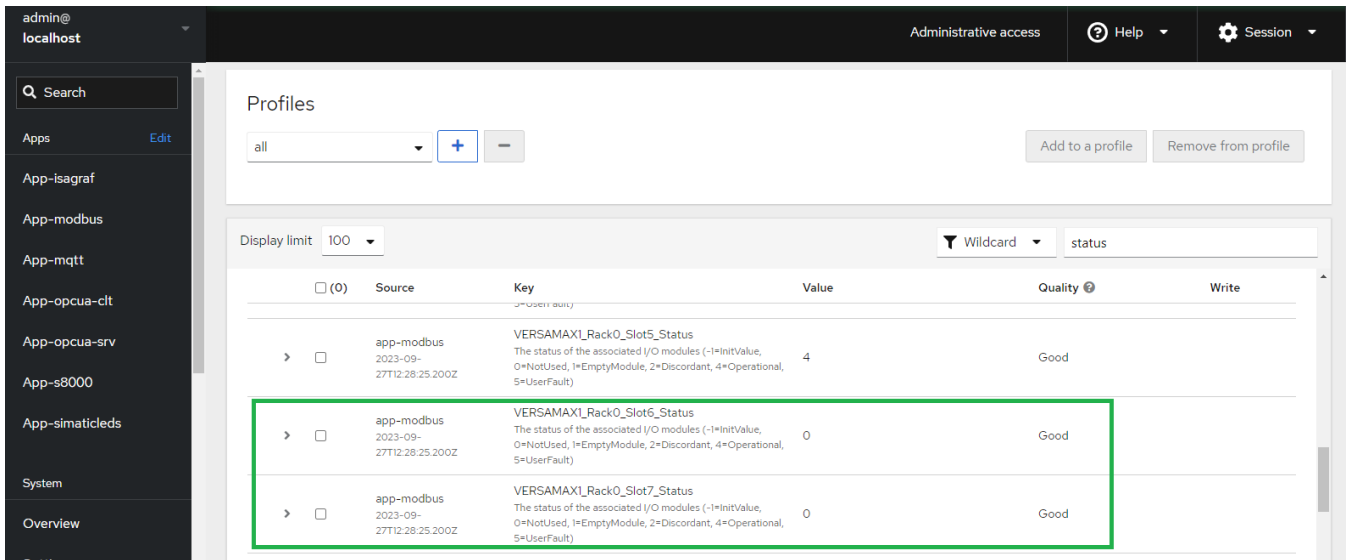 admin@
localhost
Administrative access
Help
Session
Search
Apps Edit
App-isagraf
App-modbus
App-mqtt
App-opcua-clt
App-opcua-srv
App-s8000
App-simaticleds
System
Overview
Profiles
all
+ −
Add to a profile
Remove from profile
Display limit 100
Wildcard
status
(0) Source Key Value Quality Write
5=UserFault)
app-modbus
2023-09-
27T12:28:25.200Z
VERSAMAX1_Rack0_Slot5_Status
The status of the associated I/O modules (-1=InitValue,
0=NotUsed, 1=EmptyModule, 2=Discordant, 4=Operational,
5=UserFault)
4
Good
app-modbus
2023-09-
27T12:28:25.200Z
VERSAMAX1_Rack0_Slot6_Status
The status of the associated I/O modules (-1=InitValue,
0=NotUsed, 1=EmptyModule, 2=Discordant, 4=Operational,
5=UserFault)
0
Good
app-modbus
2023-09-
27T12:28:25.200Z
VERSAMAX1_Rack0_Slot7_Status
The status of the associated I/O modules (-1=InitValue,
0=NotUsed, 1=EmptyModule, 2=Discordant, 4=Operational,
5=UserFault)
0
Good